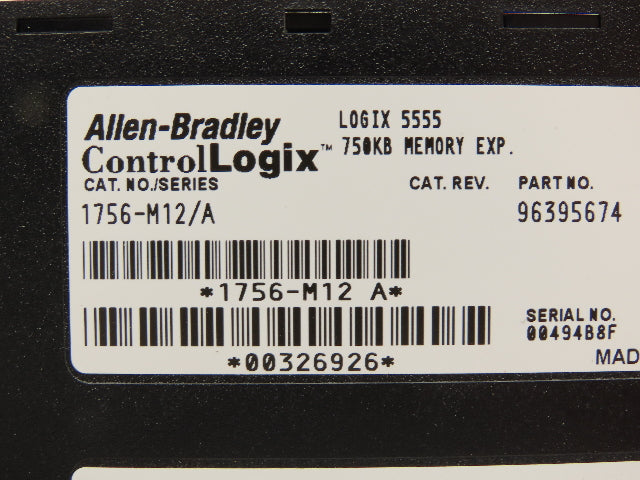 Allen-Bradley
ControlLogix™
LOGIX 5555
750KB MEMORY EXP.
CAT. NO./SERIES
CAT. REV.
PART NO.
1756-M12/A
96395674
*1756-M12 A*
SERIAL NO.
00494B8F
*00326926*
MAD